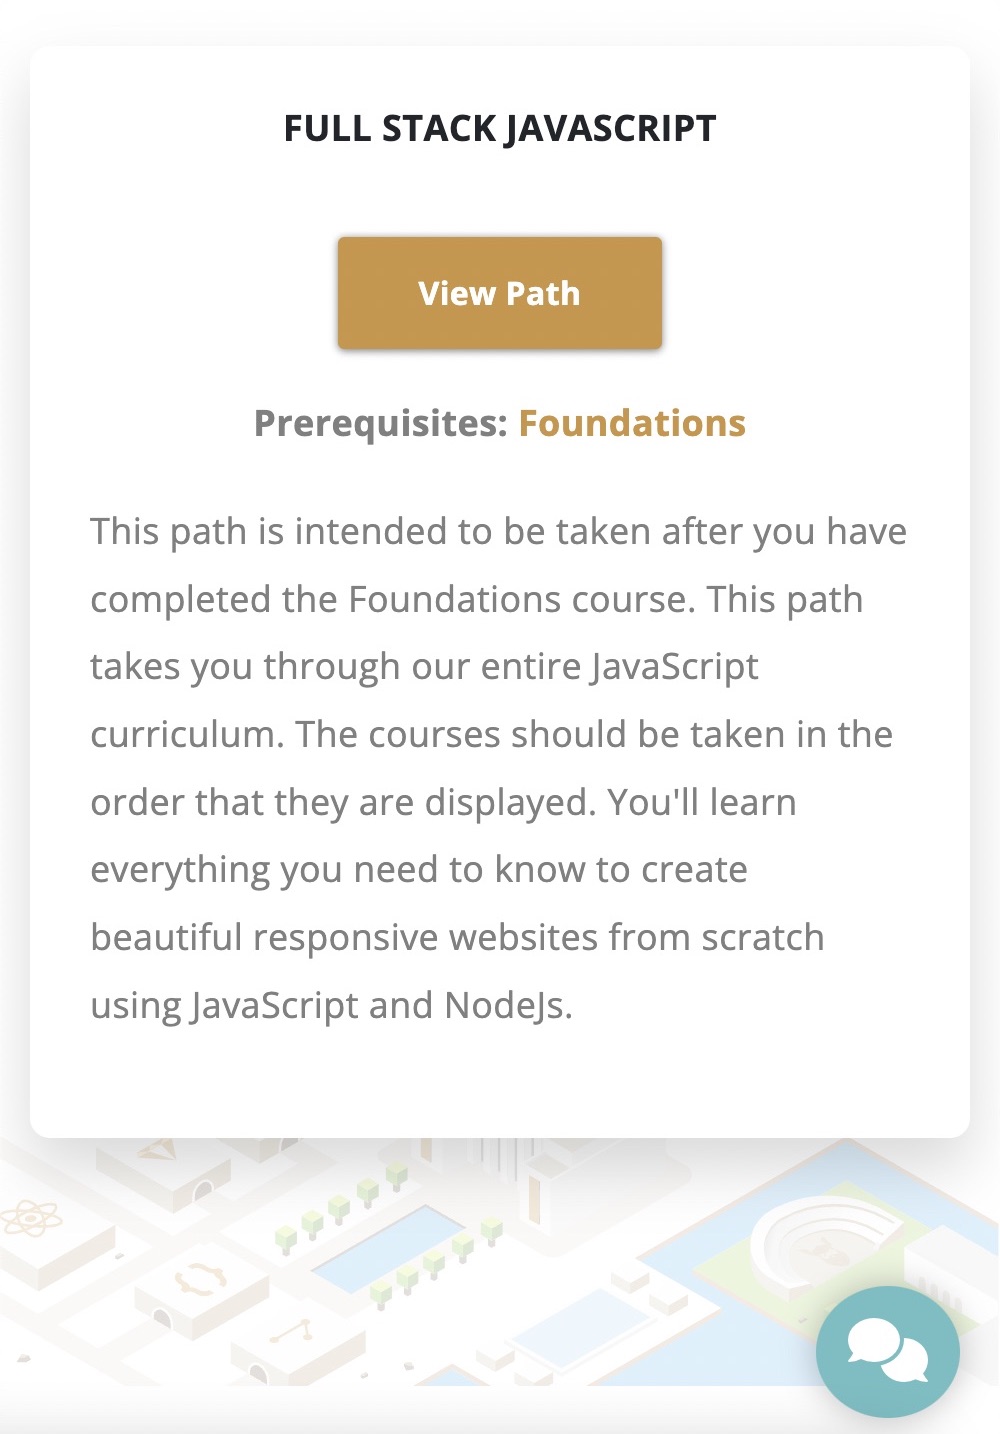 FULL STACK JAVASCRIPT
View Path
Prerequisites: Foundations
This path is intended to be taken after you have
completed the Foundations course. This path
takes you through our entire JavaScript
curriculum. The courses should be taken in the
order that they are displayed. You'll learn
everything you need to know to create
beautiful responsive websites from scratch
using JavaScript and NodeJs.